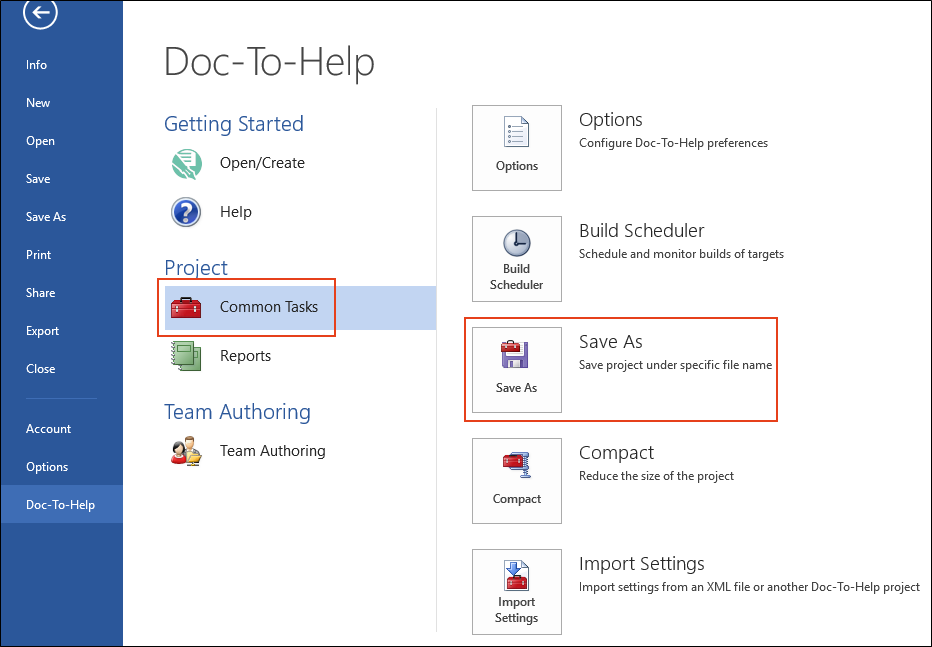 Info
New
Open
Save
Save As
Print
Share
Export
Close
Account
Options
Doc-To-Help
Doc-To-Help
Getting Started
Open/Create
Help
Project
Common Tasks
Reports
Team Authoring
Team Authoring
Options
Options
Configure Doc-To-Help preferences
Build
Scheduler
Build Scheduler
Schedule and monitor builds of targets
Save As
Save As
Save project under specific file name
Compact
Compact
Reduce the size of the project
Import
Settings
Import Settings
Import settings from an XML file or another Doc-To-Help project